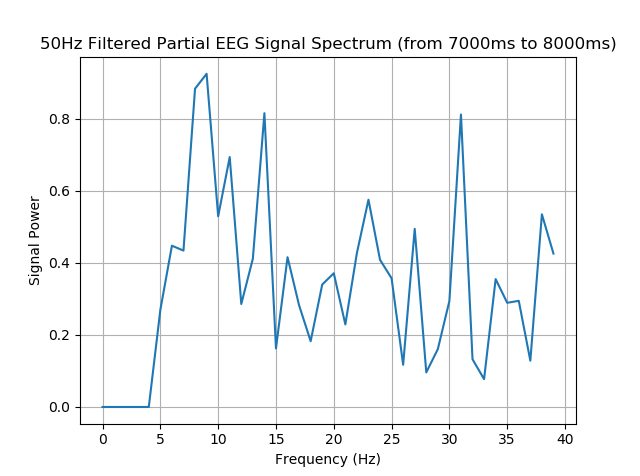 50Hz Filtered Partial EEG Signal Spectrum (from 7000ms to 8000ms)
Signal Power
0.8
0.6
0.4
0.2
0.0
0 5 10 15 20 25 30 35 40
Frequency (Hz)